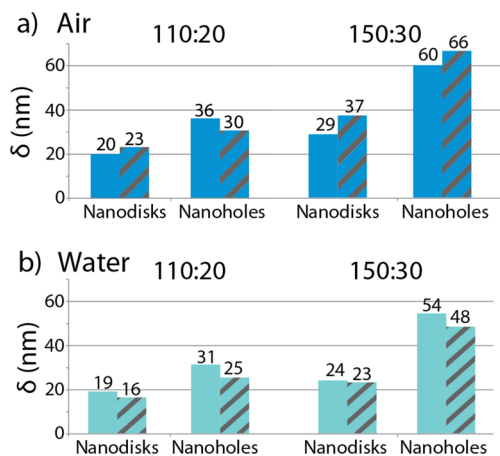 a) Air
110:20 150:30
δ (nm)
60
40
20
0
20 23 36 30 29 37 60 66
Nanodisks Nanoholes Nanodisks Nanoholes
b) Water
110:20 150:30
δ (nm)
60
40
20
0
19 16 31 25 24 23 54 48
Nanodisks Nanoholes Nanodisks Nanoholes